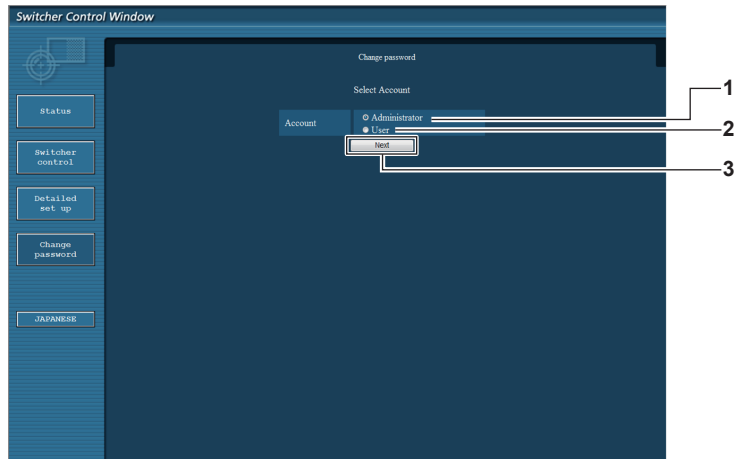 Switcher Control Window
Change password
Select Account
Account
Administrator
User
Next
Status
Switcher
control
Detailed
set up
Change
password
JAPANESE
1
2
3